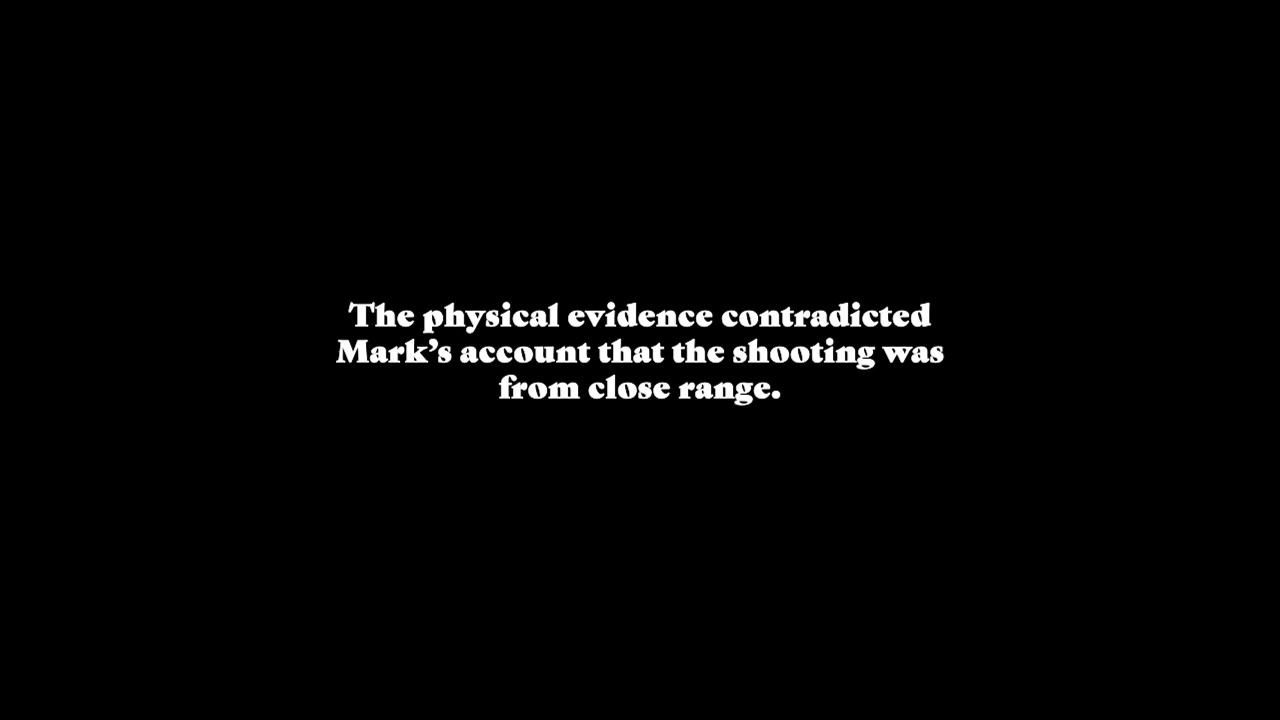 The physical evidence contradicted
Mark’s account that the shooting was
from close range.